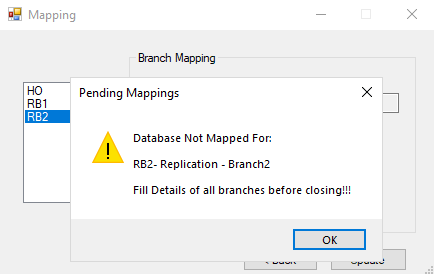 Mapping
Branch Mapping
HO
RB1
RB2
Pending Mappings
Database Not Mapped For:
RB2- Replication - Branch2
Fill Details of all branches before closing!!!
OK
< Back
Update